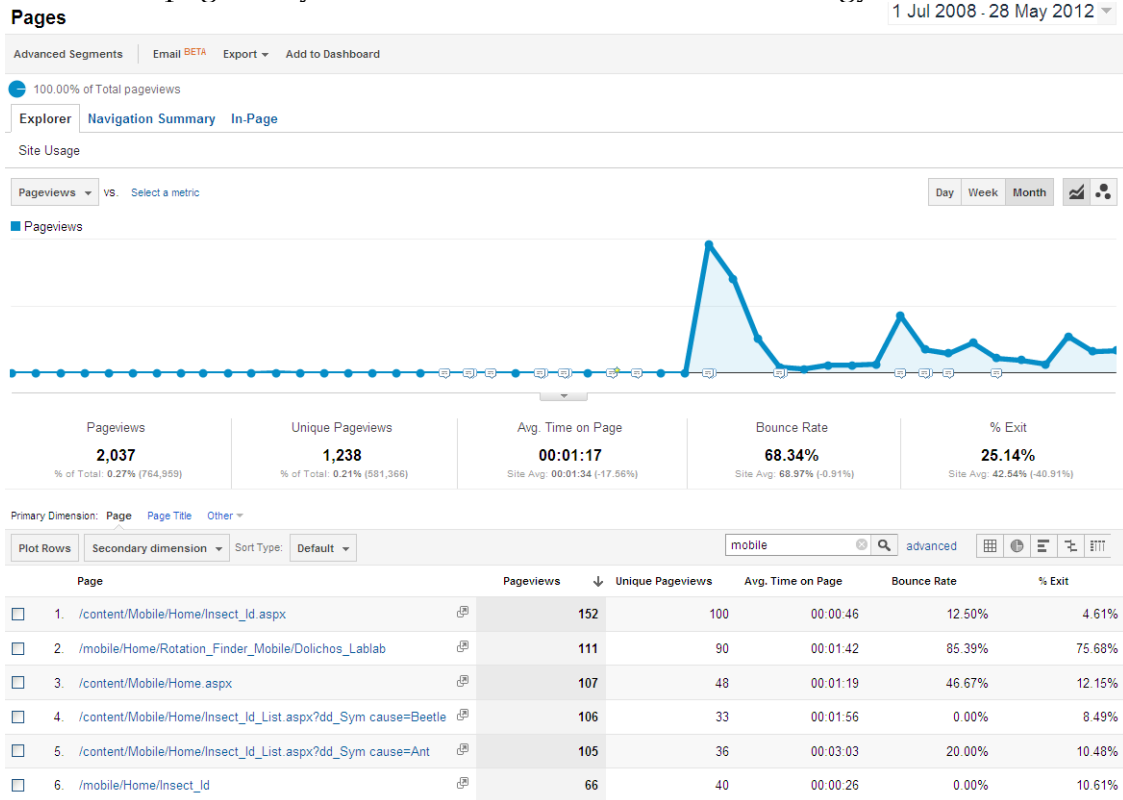 Pages
1 Jul 2008 - 28 May 2012
Advanced Segments Email BETA Export Add to Dashboard
100.00% of Total pageviews
Explorer Navigation Summary In-Page
Site Usage
Pageviews VS. Select a metric Day Week Month
Pageviews
Pageviews Unique Pageviews Avg. Time on Page Bounce Rate % Exit
2,037 1,238 00:01:17 68.34% 25.14%
% of Total: 0.27% (764,959) % of Total: 0.21% (581,366) Site Avg: 00:01:34 (-17.56%) Site Avg: 68.97% (-0.91%) Site Avg: 42.54% (-40.91%)
Primary Dimension: Page Page Title Other
Plot Rows Secondary dimension Sort Type: Default mobile advanced
Page Pageviews Unique Pageviews Avg. Time on Page Bounce Rate % Exit
1. /content/Mobile/Home/Insect_Id.aspx 152 100 00:00:46 12.50% 4.61%
2. /mobile/Home/Rotation_Finder_Mobile/Dolichos_Lablab 111 90 00:01:42 85.39% 75.68%
3. /content/Mobile/Home.aspx 107 48 00:01:19 46.67% 12.15%
4. /content/Mobile/Home/Insect_Id_List.aspx?dd_Sym cause=Beetle 106 33 00:01:56 0.00% 8.49%
5. /content/Mobile/Home/Insect_Id_List.aspx?dd_Sym cause=Ant 105 36 00:03:03 20.00% 10.48%
6. /mobile/Home/Insect_Id 66 40 00:00:26 0.00% 10.61%